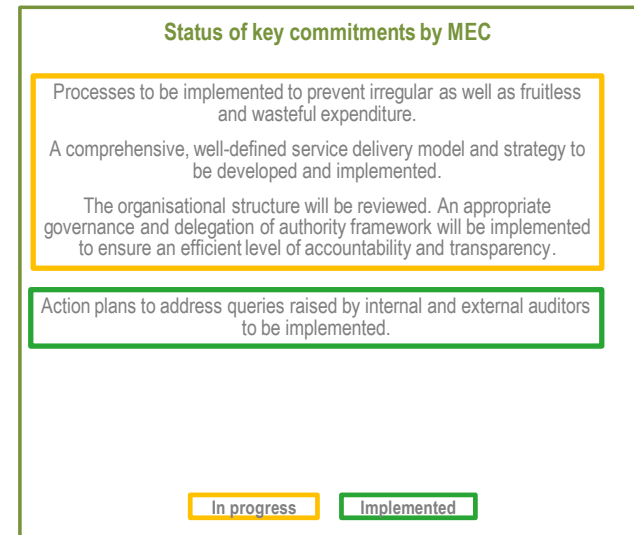 Status of key commitments by MEC
Processes to be implemented to prevent irregular as well as fruitless
and wasteful expenditure.
A comprehensive, well-defined service delivery model and strategy to
be developed and implemented.
The organisational structure will be reviewed. An appropriate
governance and delegation of authority framework will be implemented
to ensure an efficient level of accountability and transparency.
Action plans to address queries raised by internal and external auditors
to be implemented.
In progress
Implemented